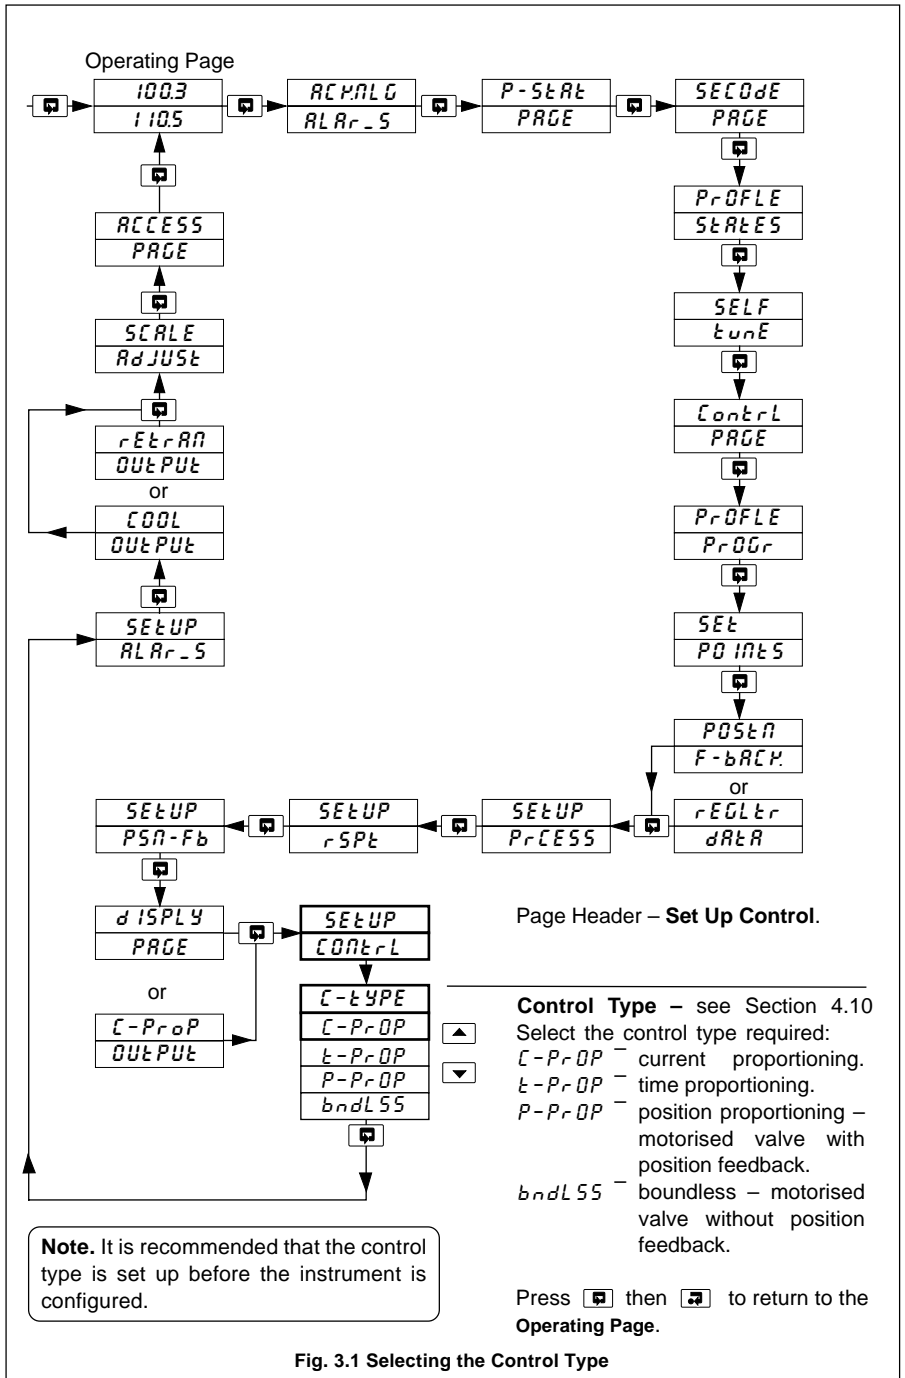 Operating Page
100.3
110.5
ACK.NLG
ALAr_S
P-StAt
PAGE
SECOdE
PAGE
PrOFLE
StAtES
SELF
tunE
ContrL
PAGE
PrOFLE
PrOGr
SEt
POINtS
POStN
F-bACK.
or
rEGLtr
dAtA
SEtUP
PrCESS
SEtUP
rSPt
SEtUP
PSN-Fb
dISPLY
PAGE
or
C-ProP
OUtPUt
SEtUP
CONtrL
C-tYPE
C-PrOP
t-PrOP
P-PrOP
bndLSS
SEtUP
ALAr_S
COOL
OUtPUt
or
rEtrAN
OUtPUt
SCALE
AdJUSt
ACCESS
PAGE
Page Header – Set Up Control.
Control Type – see Section 4.10
Select the control type required:
C-PrOP – current proportioning.
t-PrOP – time proportioning.
P-PrOP – position proportioning –
motorised valve with
position feedback.
bndLSS – boundless – motorised
valve without position
feedback.
Press then to return to the
Operating Page.
Note. It is recommended that the control
type is set up before the instrument is
configured.
Fig. 3.1 Selecting the Control Type